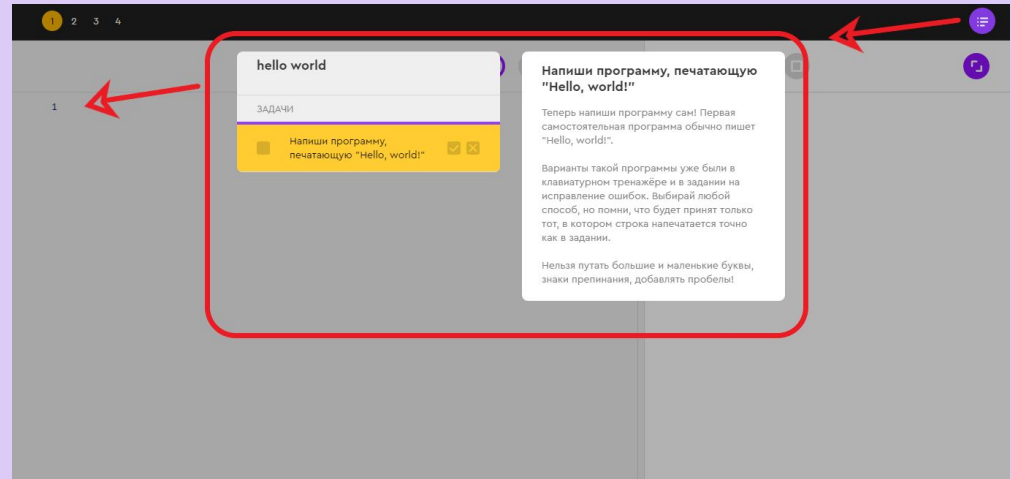 1 2 3 4
1
hello world
ЗАДАЧИ
Напиши программу,
печатающую "Hello, world!"
Напиши программу, печатающую
"Hello, world!"
Теперь напиши программу сам! Первая
самостоятельная программа обычно пишет
"Hello, world!".
Варианты такой программы уже были в
клавиатурном тренажёре и в задании на
исправление ошибок. Выбирай любой
способ, но помни, что будет принят только
тот, в котором строка напечатается точно
как в задании.
Нельзя путать большие и маленькие буквы,
знаки препинания, добавлять пробелы!